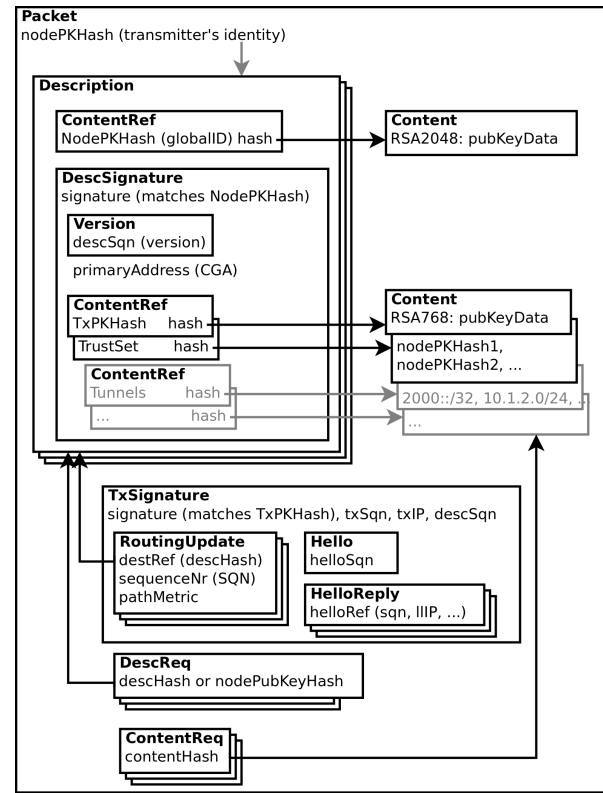 Packet
nodePKHash (transmitter's identity)
Description
ContentRef
NodePKHash (globalID) hash
Content
RSA2048: pubKeyData
DescSignature
signature (matches NodePKHash)
Version
descSqn (version)
primaryAddress (CGA)
ContentRef
TxPKHash hash
TrustSet hash
Content
RSA768: pubKeyData
nodePKHash1,
nodePKHash2, ...
ContentRef
Tunnels hash
... hash
2000::/32, 10.1.2.0/24, ..
...
TxSignature
signature (matches TxPKHash), txSqn, txIP, descSqn
RoutingUpdate
destRef (descHash)
sequenceNr (SQN)
pathMetric
Hello
helloSqn
HelloReply
helloRef (sqn, llIP, ...)
DescReq
descHash or nodePubKeyHash
ContentReq
contentHash